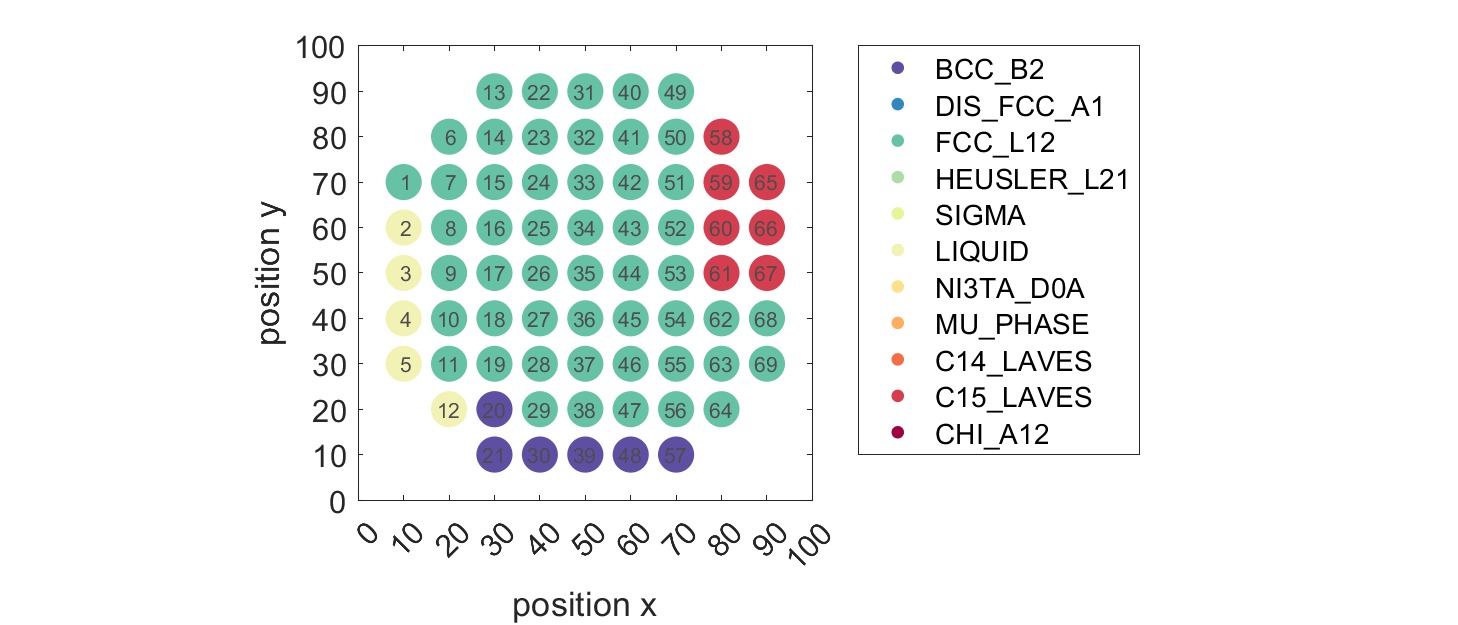 100
90
80
70
60
50
40
30
20
10
0
position y
13 22 31 40 49
6 14 23 32 41 50 58
1 7 15 24 33 42 51 59 65
2 8 16 25 34 43 52 60 66
3 9 17 26 35 44 53 61 67
4 10 18 27 36 45 54 62 68
5 11 19 28 37 46 55 63 69
12 20 29 38 47 56 64
21 30 39 48 57
0 10 20 30 40 50 60 70 80 90 100
position x
BCC_B2
DIS_FCC_A1
FCC_L12
HEUSLER_L21
SIGMA
LIQUID
NI3TA_D0A
MU_PHASE
C14_LAVES
C15_LAVES
CHI_A12